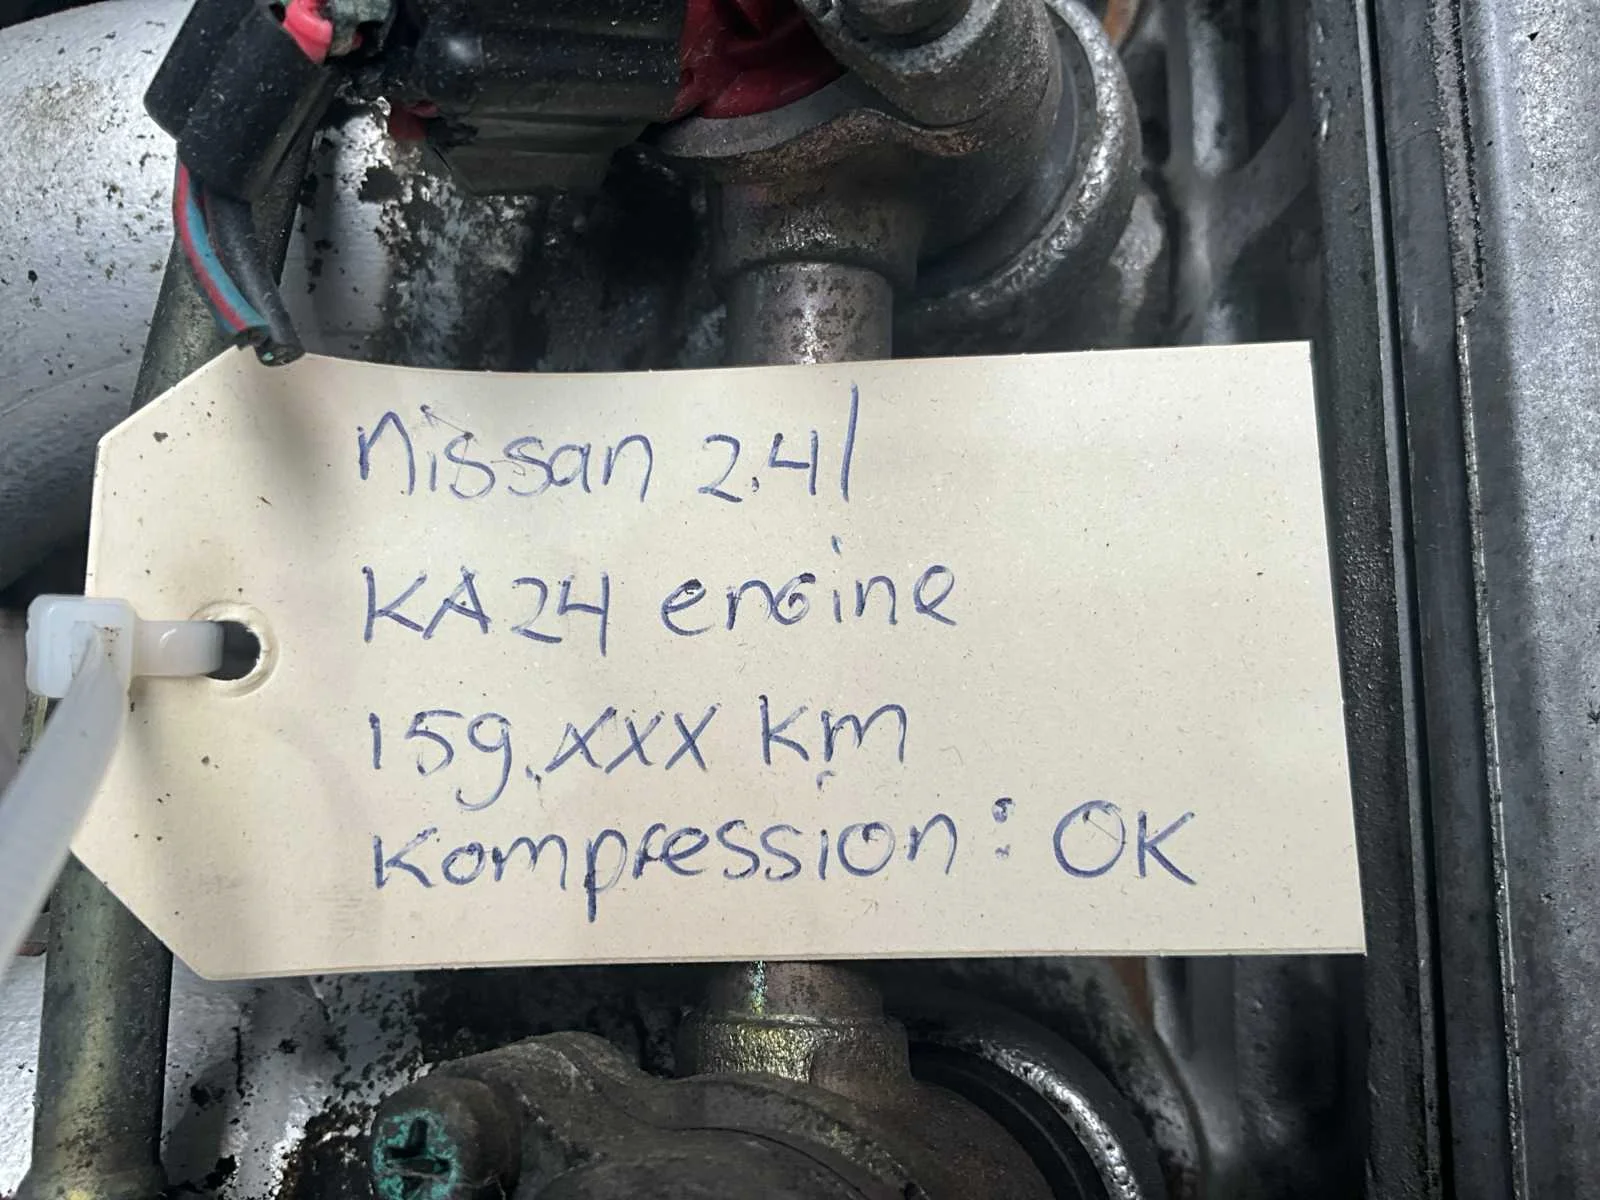 Nissan 2.4l
KA24 engine
159.xxx km
Kompression: OK